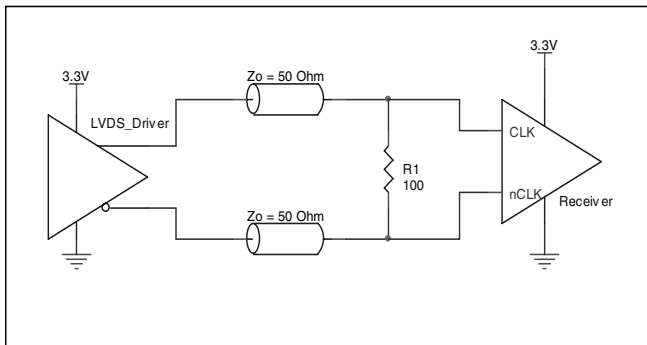 3.3V
LVDS_Driver
Zo = 50 Ohm
Zo = 50 Ohm
R1
100
3.3V
CLK
nCLK
Receiver